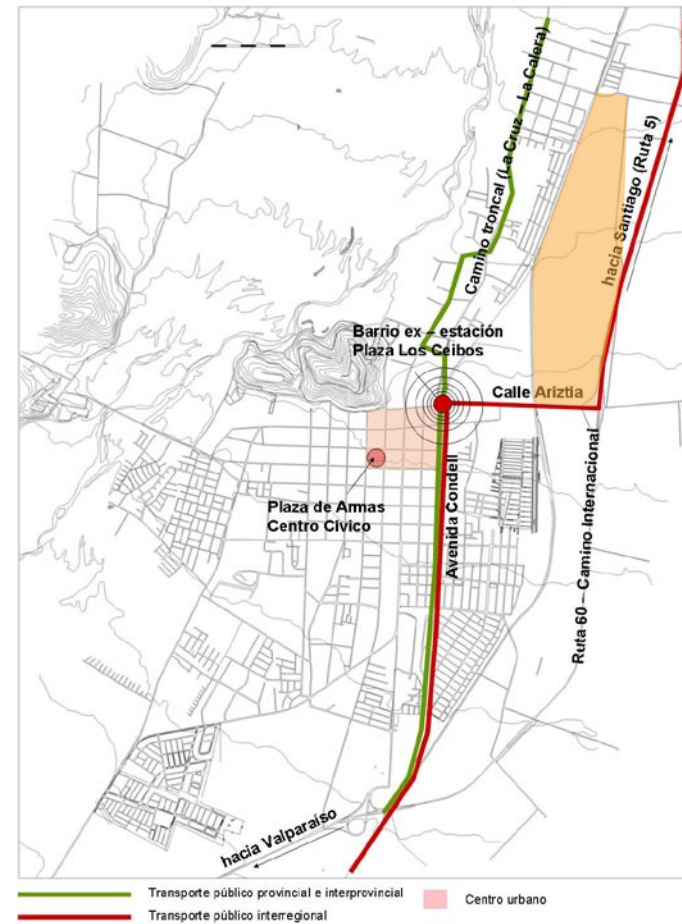 Camino troncal (La Cruz – La Calera)
hacia Santiago (Ruta 5)
Barrio ex – estación
Plaza Los Ceibos
Calle Ariztia
Plaza de Armas
Centro Cívico
Avenida Condell
Ruta 60 – Camino Internacional
hacia Valparaíso
Transporte público provincial e interprovincial
Centro urbano
Transporte público interregional